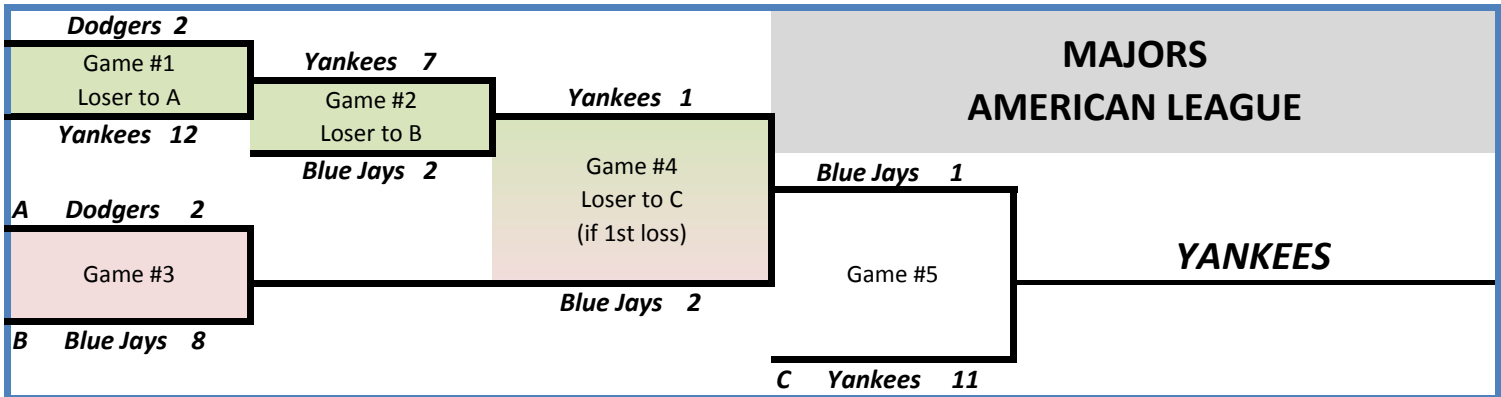 Dodgers 2
Game #1
Loser to A
Yankees 12
Yankees 7
Game #2
Loser to B
Blue Jays 2
A Dodgers 2
Game #3
B Blue Jays 8
Yankees 1
Game #4
Loser to C
(if 1st loss)
Blue Jays 2
MAJORS
AMERICAN LEAGUE
Blue Jays 1
Game #5
C Yankees 11
YANKEES